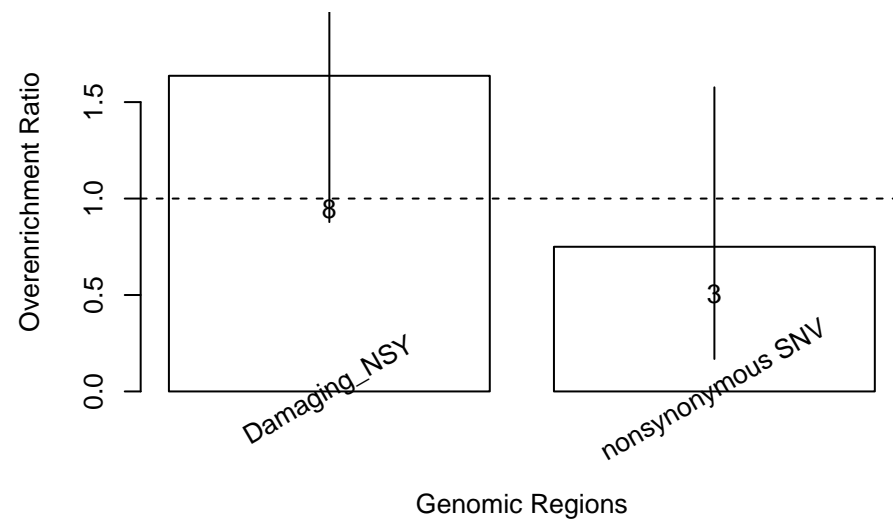 Overenrichment Ratio
1.5
1.0
0.5
0.0
8
3
Damaging_NSY
nonsynonymous SNV
Genomic Regions